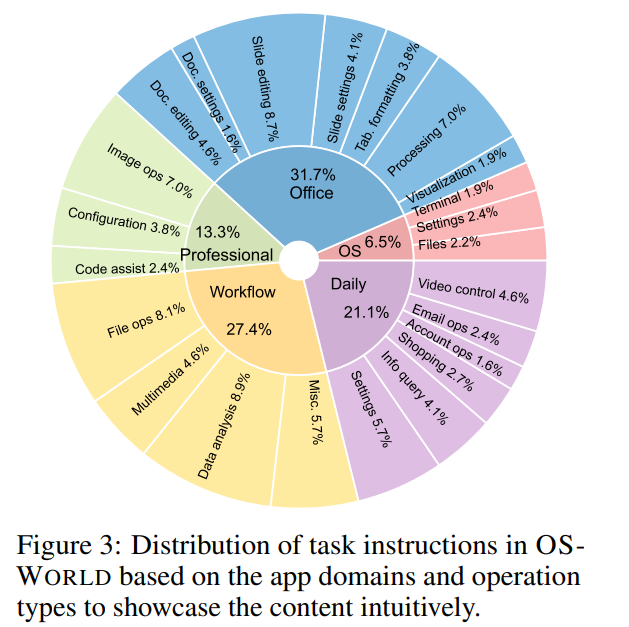 Doc. editing 4.6%
Doc. settings 1.6%
Slide editing 8.7%
Slide settings 4.1%
Tab. formatting 3.8%
Processing 7.0%
Visualization 1.9%
31.7%
Office
Terminal 1.9%
Settings 2.4%
Files 2.2%
OS 6.5%
Image ops 7.0%
Configuration 3.8%
Code assist 2.4%
13.3%
Professional
Daily
21.1%
Video control 4.6%
Email ops 2.4%
Account ops 1.6%
Shopping 2.7%
Info query 4.1%
Settings 5.7%
Workflow
27.4%
File ops 8.1%
Multimedia 4.6%
Data analysis 8.9%
Misc. 5.7%
Figure 3: Distribution of task instructions in OS-
WORLD based on the app domains and operation
types to showcase the content intuitively.